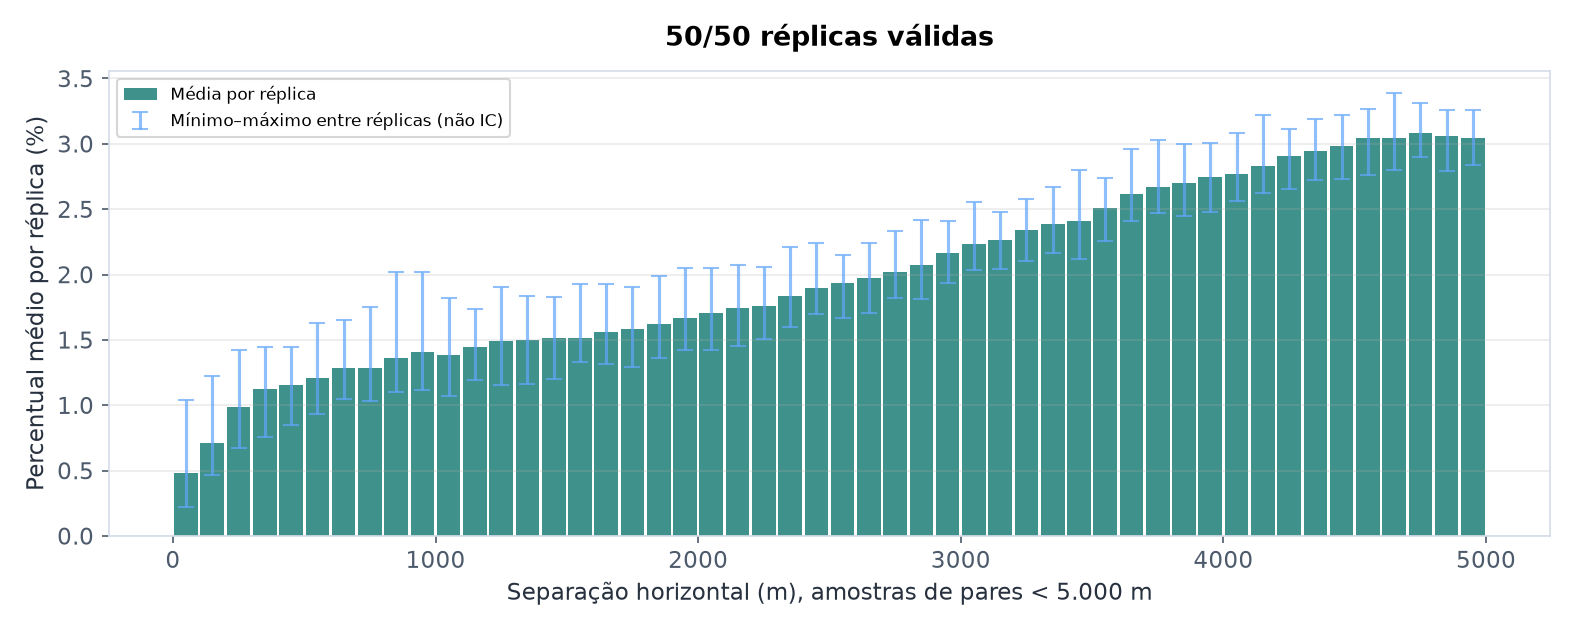 50/50 réplicas válidas
Percentual médio por réplica (%)
3.5
3.0
2.5
2.0
1.5
1.0
0.5
0.0
Média por réplica
Mínimo–máximo entre réplicas (não IC)
0 1000 2000 3000 4000 5000
Separação horizontal (m), amostras de pares < 5.000 m